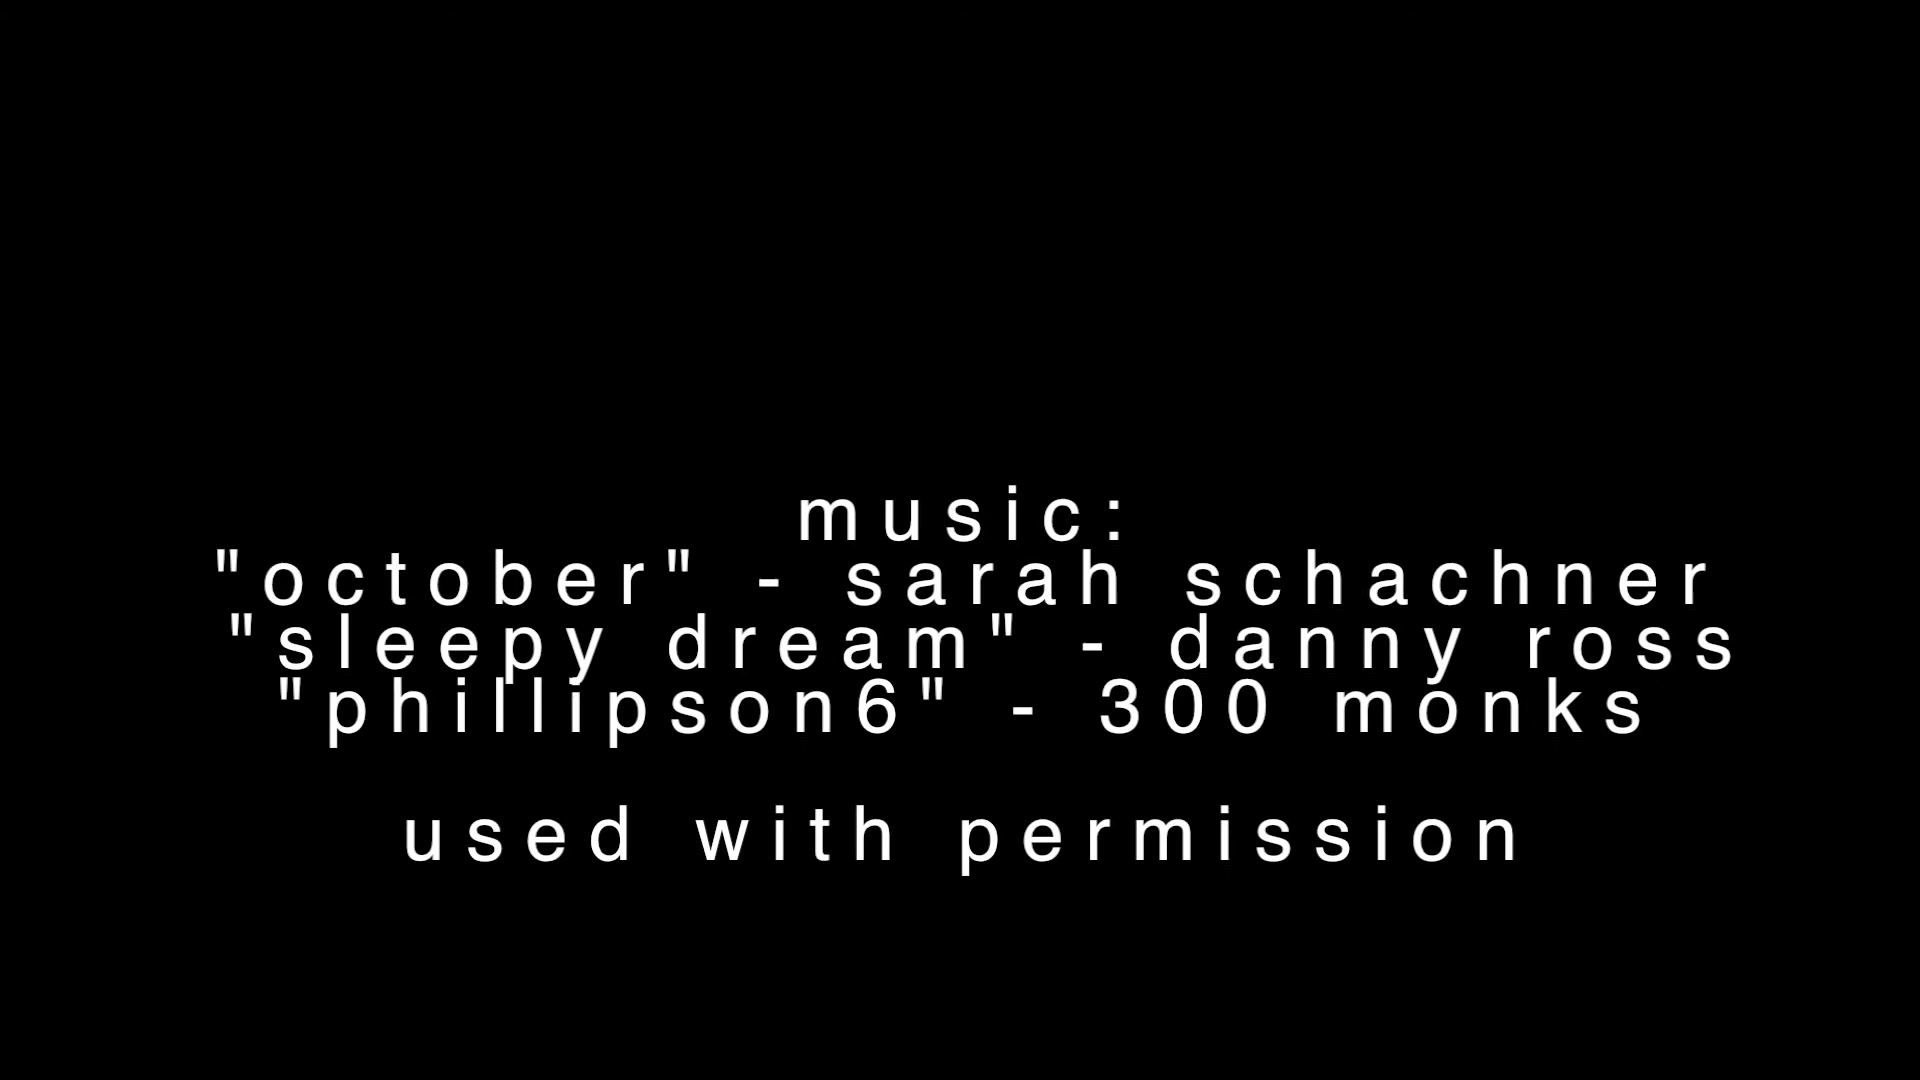 music:
"october" - sarah schachner
"sleepy dream" - danny ross
"phillipson6" - 300 monks
used with permission